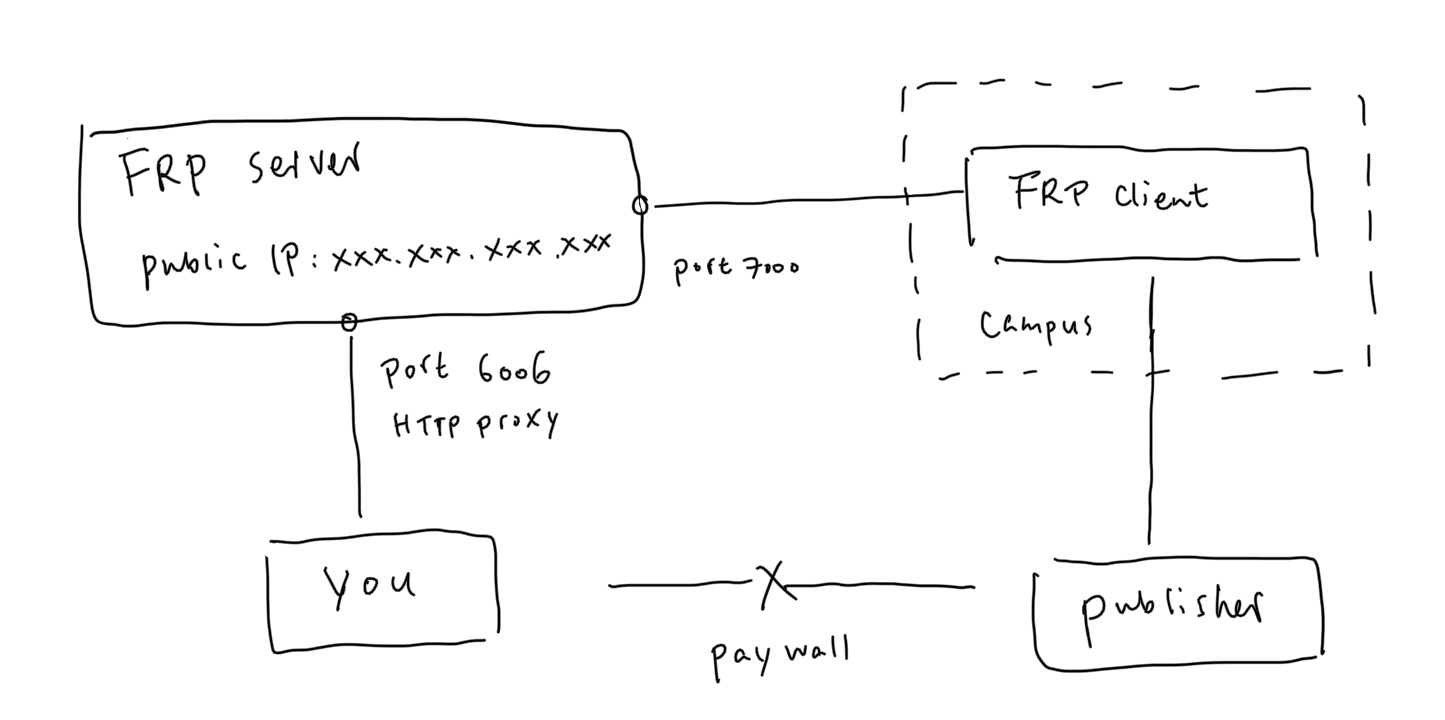 FRP server
public IP: xxx.xxx.xxx.xxx
port 7000
FRP client
Campus
port 6006
HTTP proxy
you
pay wall
publisher